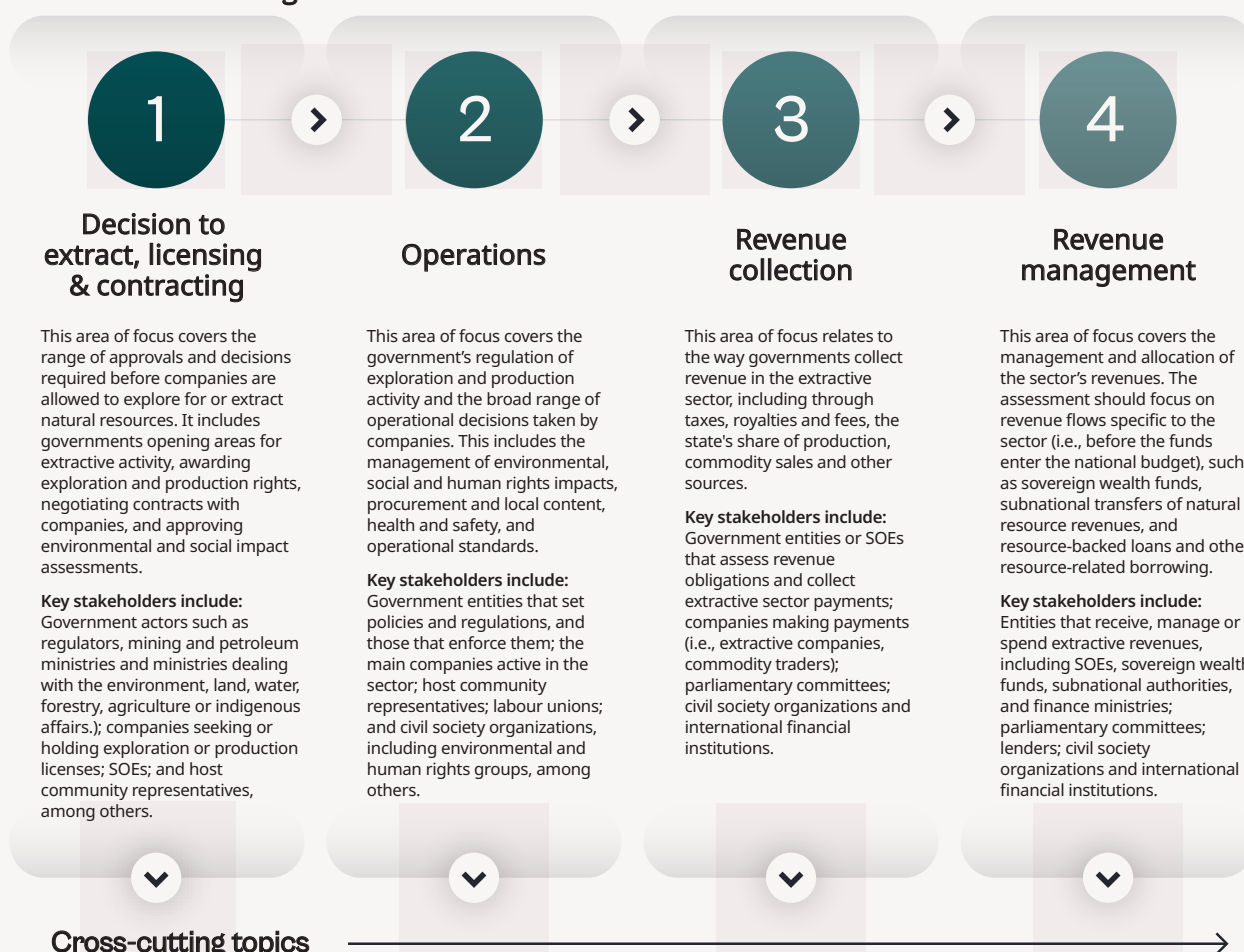 1
2
3
4
Decision to
extract, licensing
& contracting
This area of focus covers the
range of approvals and decisions
required before companies are
allowed to explore for or extract
natural resources. It includes
governments opening areas for
extractive activity, awarding
exploration and production rights,
negotiating contracts with
companies, and approving
environmental and social impact
assessments.
Key stakeholders include:
Government actors such as
regulators, mining and petroleum
ministries and ministries dealing
with the environment, land, water,
forestry, agriculture or indigenous
affairs.); companies seeking or
holding exploration or production
licenses; SOEs; and host
community representatives,
among others.
Operations
This area of focus covers the
government’s regulation of
exploration and production
activity and the broad range of
operational decisions taken by
companies. This includes the
management of environmental,
social and human rights impacts,
procurement and local content,
health and safety, and
operational standards.
Key stakeholders include:
Government entities that set
policies and regulations, and
those that enforce them; the
main companies active in the
sector; host community
representatives; labour unions;
and civil society organizations,
including environmental and
human rights groups, among
others.
Revenue
collection
This area of focus relates to
the way governments collect
revenue in the extractive
sector, including through
taxes, royalties and fees, the
state's share of production,
commodity sales and other
sources.
Key stakeholders include:
Government entities or SOEs
that assess revenue
obligations and collect
extractive sector payments;
companies making payments
(i.e., extractive companies,
commodity traders);
parliamentary committees;
civil society organizations and
international financial
institutions.
Revenue
management
This area of focus covers the
management and allocation of
the sector’s revenues. The
assessment should focus on
revenue flows specific to the
sector (i.e., before the funds
enter the national budget), such
as sovereign wealth funds,
subnational transfers of natural
resource revenues, and
resource-backed loans and othe
resource-related borrowing.
Key stakeholders include:
Entities that receive, manage or
spend extractive revenues,
including SOEs, sovereign wealth
funds, subnational authorities,
and finance ministries;
parliamentary committees;
lenders; civil society
organizations and international
financial institutions.
Cross-cutting topics